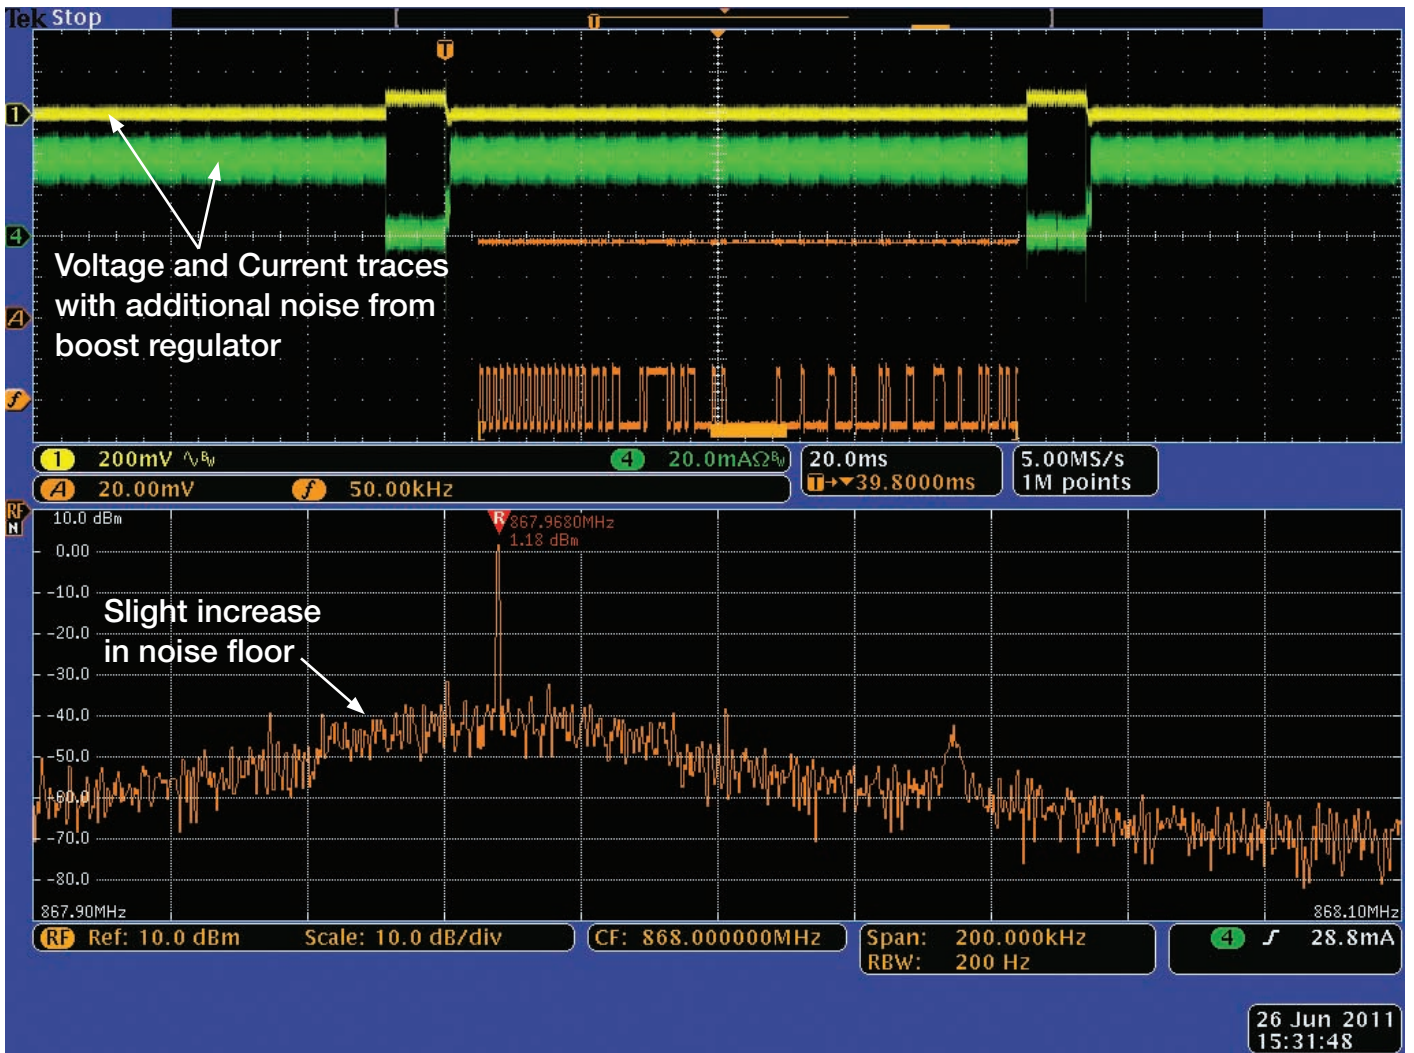 Tek Stop
T
T
1
4
Voltage and Current traces
with additional noise from
boost regulator
A
f
1 200mV ∿BW
4 20.0mAΩBW
20.0ms
T→▼39.8000ms
5.00MS/s
1M points
A 20.00mV
f 50.00kHz
RF
N
10.0 dBm
R 867.9680MHz
1.18 dBm
0.00
-10.0
Slight increase
in noise floor
-20.0
-30.0
-40.0
-50.0
-60.0
-70.0
-80.0
867.90MHz
868.10MHz
RF Ref: 10.0 dBm Scale: 10.0 dB/div
CF: 868.000000MHz
Span: 200.000kHz
RBW: 200 Hz
4 28.8mA
26 Jun 2011
15:31:48